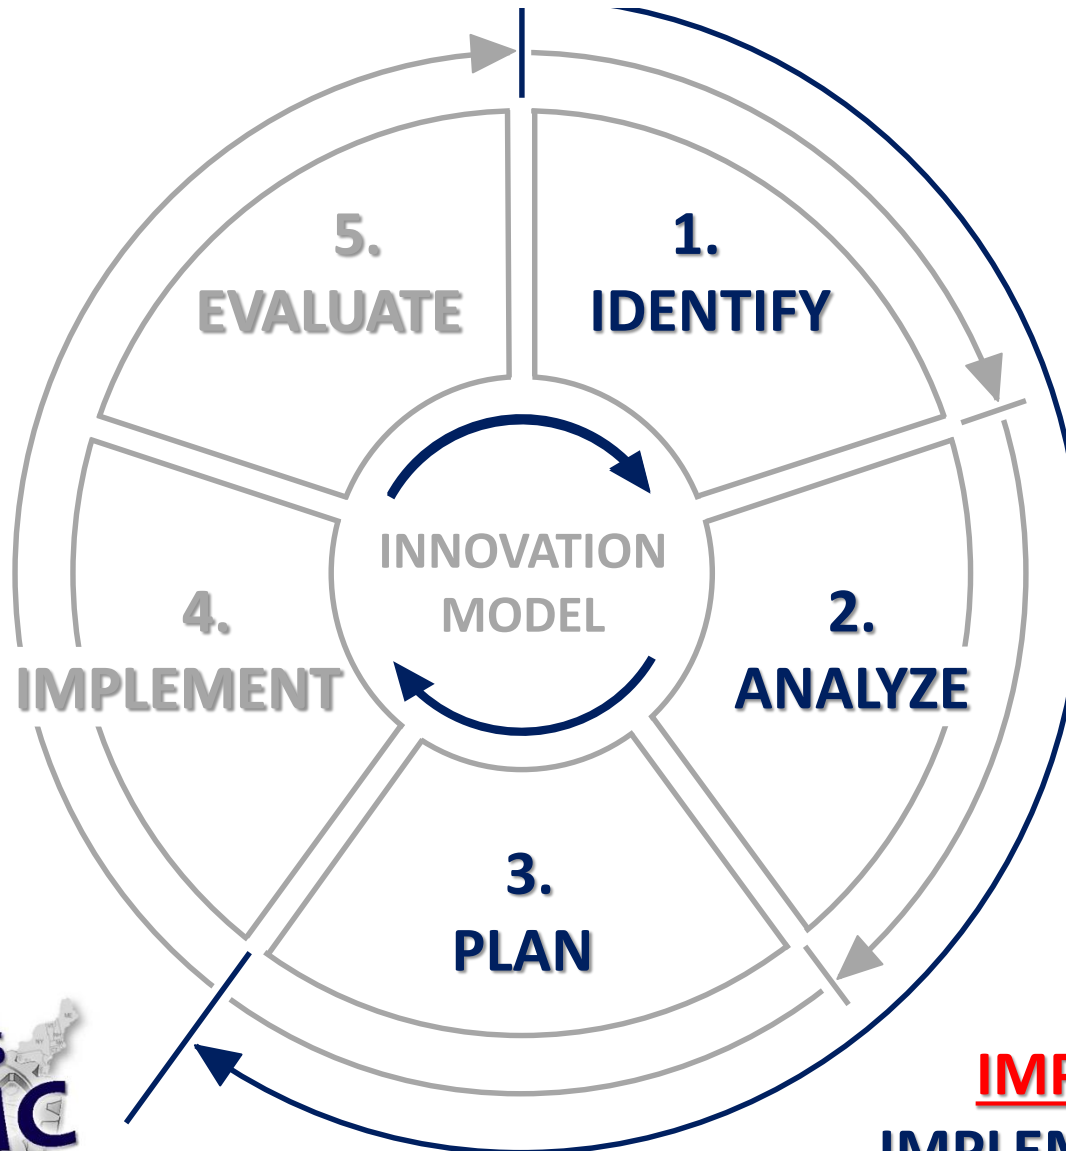 1.
IDENTIFY
2.
ANALYZE
3.
PLAN
4.
IMPLEMENT
5.
EVALUATE
INNOVATION
MODEL